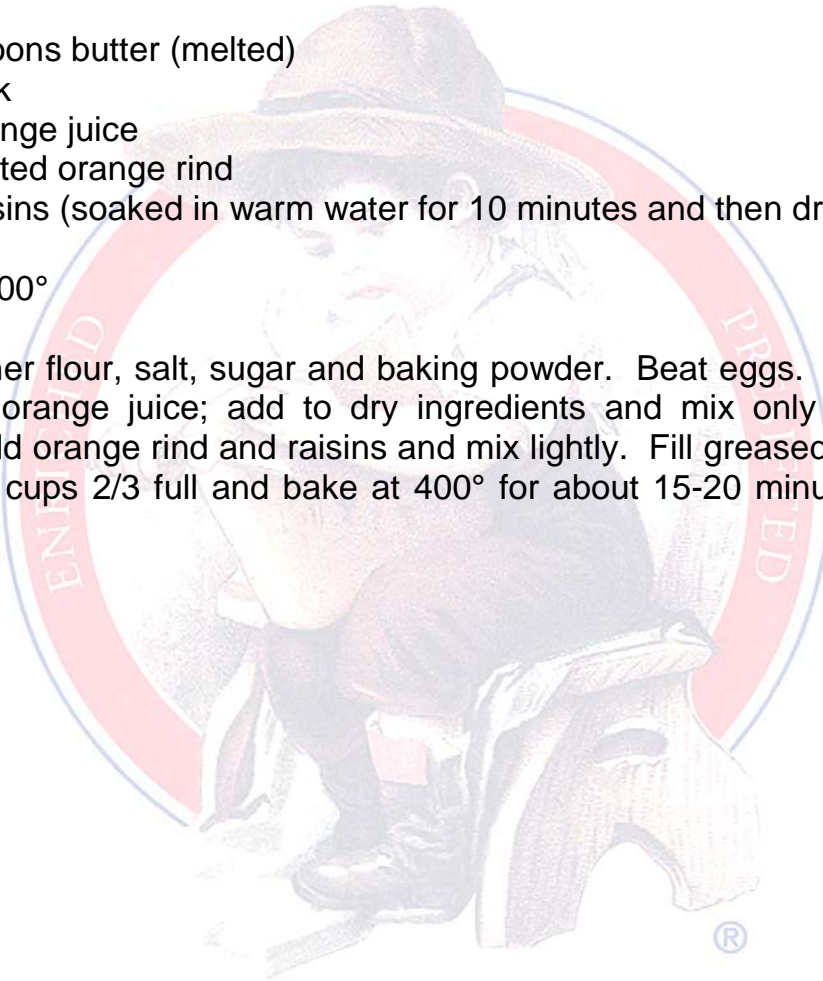 oons butter (melted)
k
nge juice
ted orange rind
sins (soaked in warm water for 10 minutes and then dr
00°
her flour, salt, sugar and baking powder. Beat eggs.
orange juice; add to dry ingredients and mix only
ld orange rind and raisins and mix lightly. Fill greased
cups 2/3 full and bake at 400° for about 15-20 minu
ENRICHED
PROTECTED
®